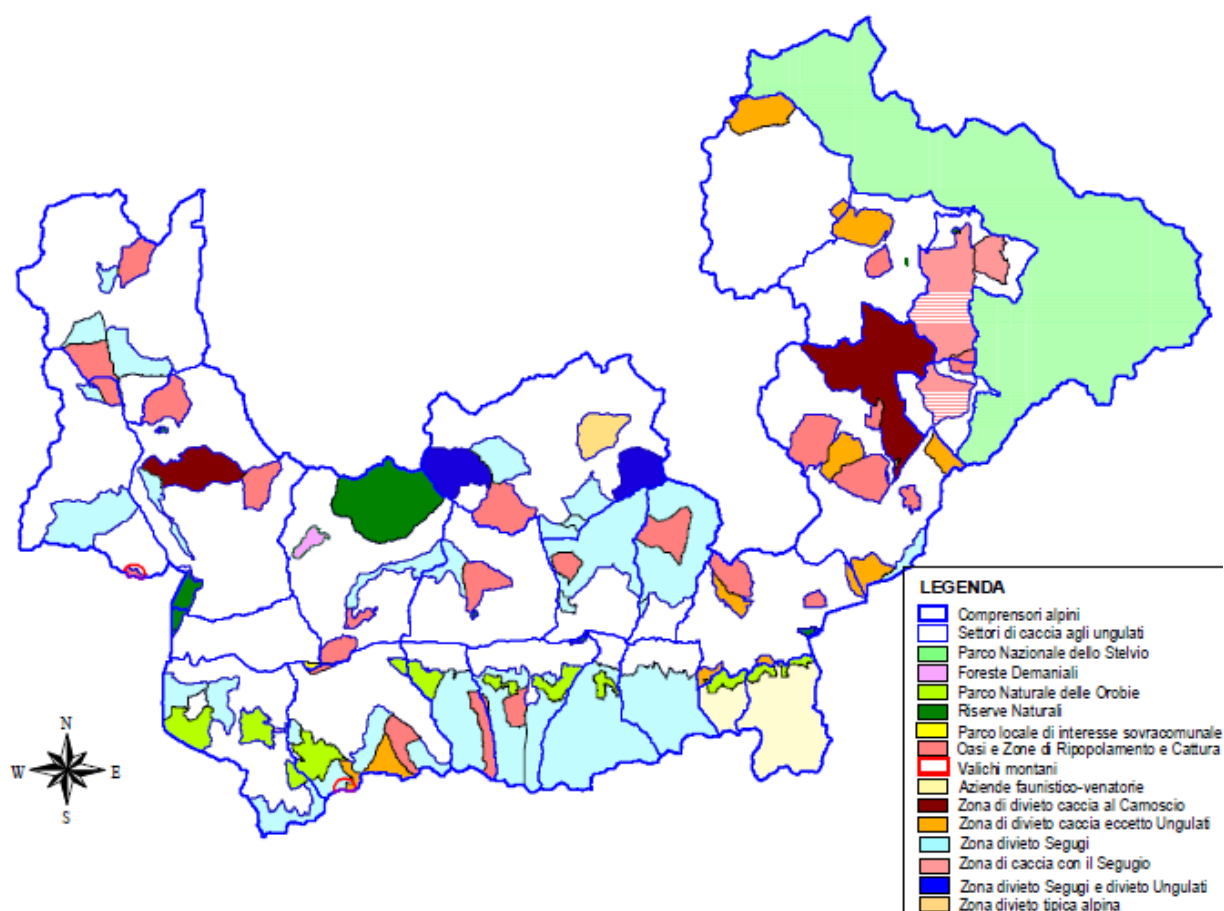 N
W E
S
LEGENDA
Comprensori alpini
Settori di caccia agli ungulati
Parco Nazionale dello Stelvio
Foreste Demaniali
Parco Naturale delle Orobie
Riserve Naturali
Parco locale di interesse sovracomunale
Oasi e Zone di Ripopolamento e Cattura
Valichi montani
Aziende faunistico-venatorie
Zona di divieto caccia al Camoscio
Zona di divieto caccia eccetto Ungulati
Zona divieto Segugi
Zona di caccia con il Segugio
Zona divieto Segugi e divieto Ungulati
Zona divieto tipica alpina